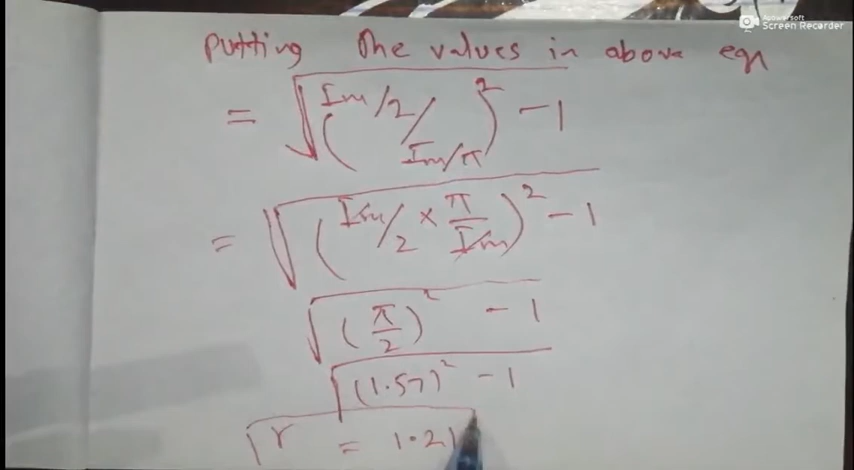 Apowersoft
Screen Recorder
putting the values in above eqn
= √(Im/2 / Im/π)² - 1
= √(Im/2 × π/Im)² - 1
√(π/2)² - 1
√(1.57)² - 1
r = 1.21